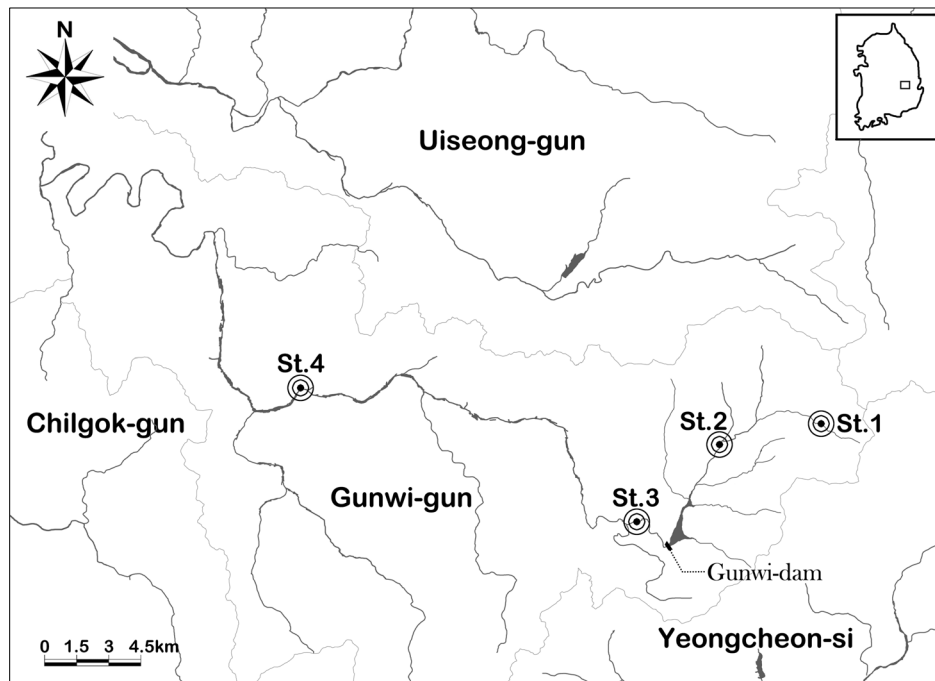 N
Uiseong-gun
St.4
Chilgok-gun
St.2
St.1
Gunwi-gun
St.3
Gunwi-dam
Yeongcheon-si
0 1.5 3 4.5km